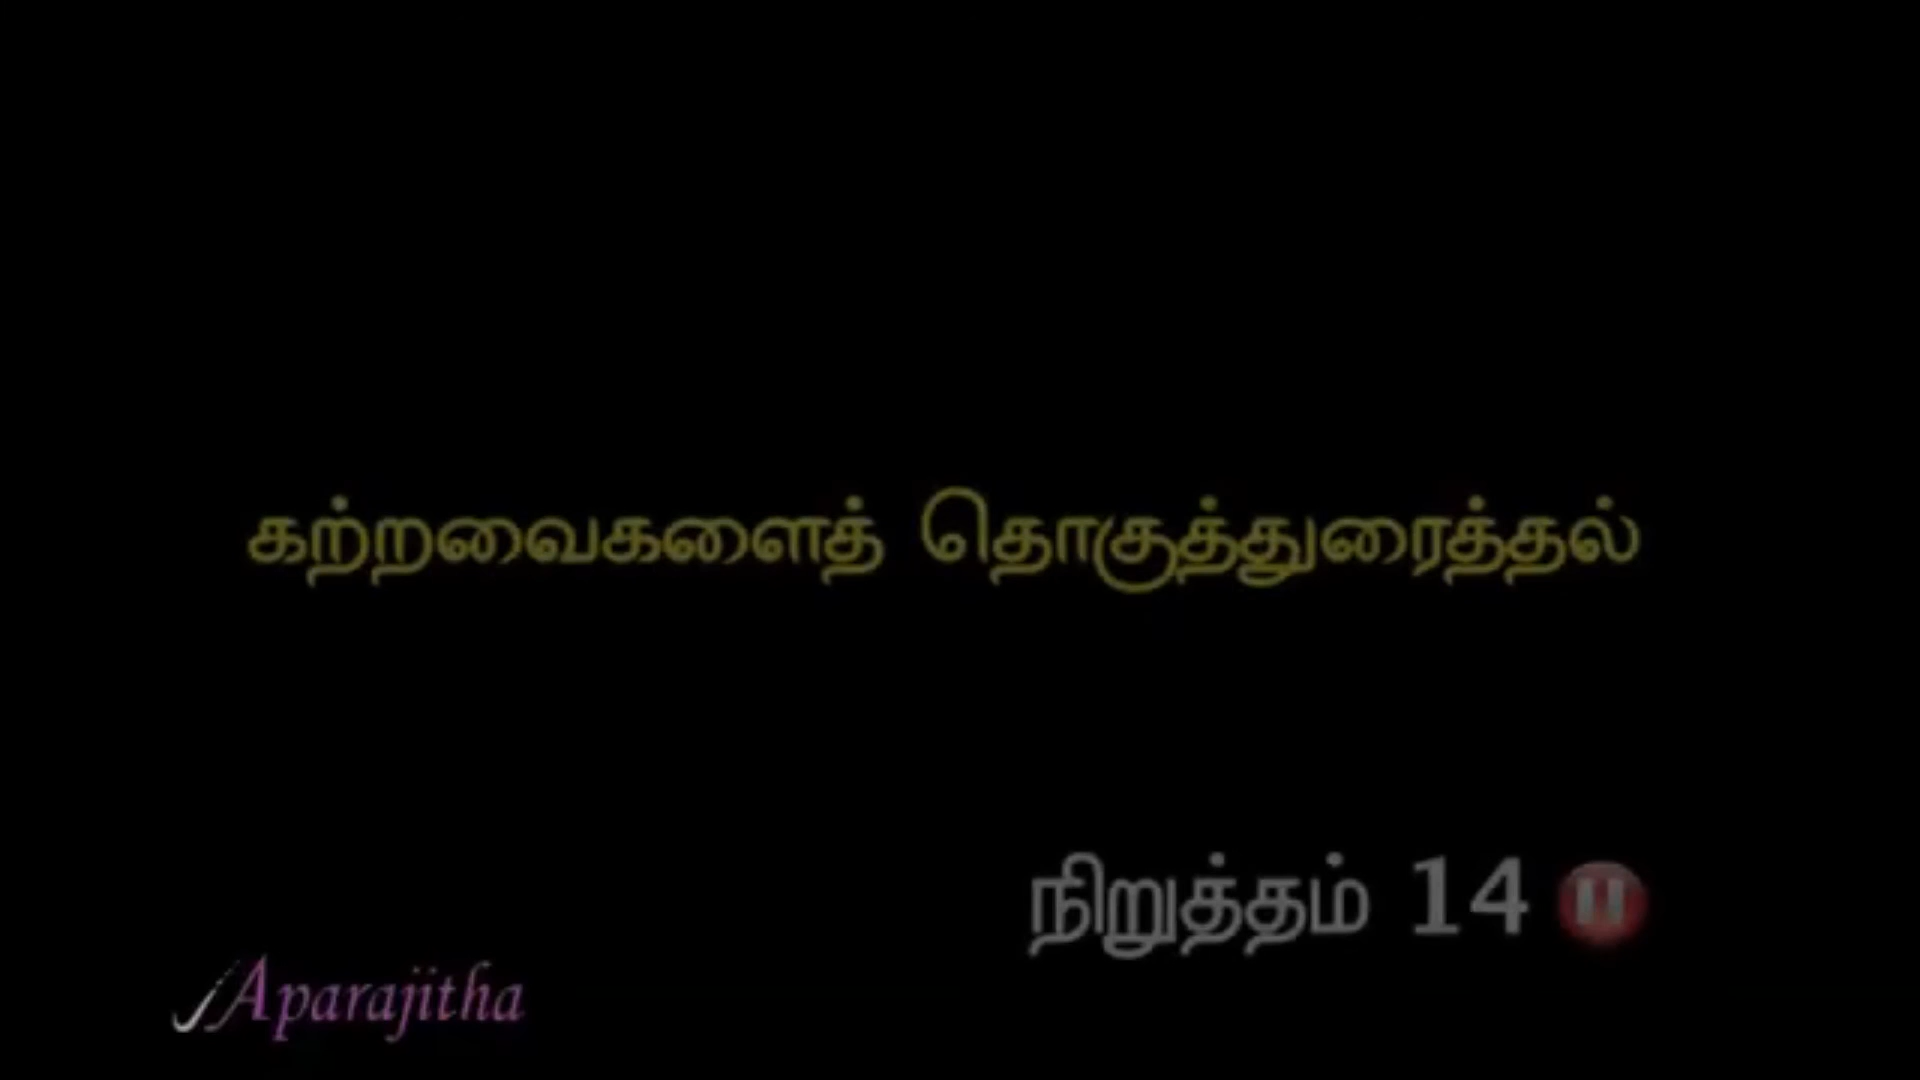 கற்றவைகளைத் தொகுத்துரைத்தல்
நிறுத்தம் 14
Aparajitha